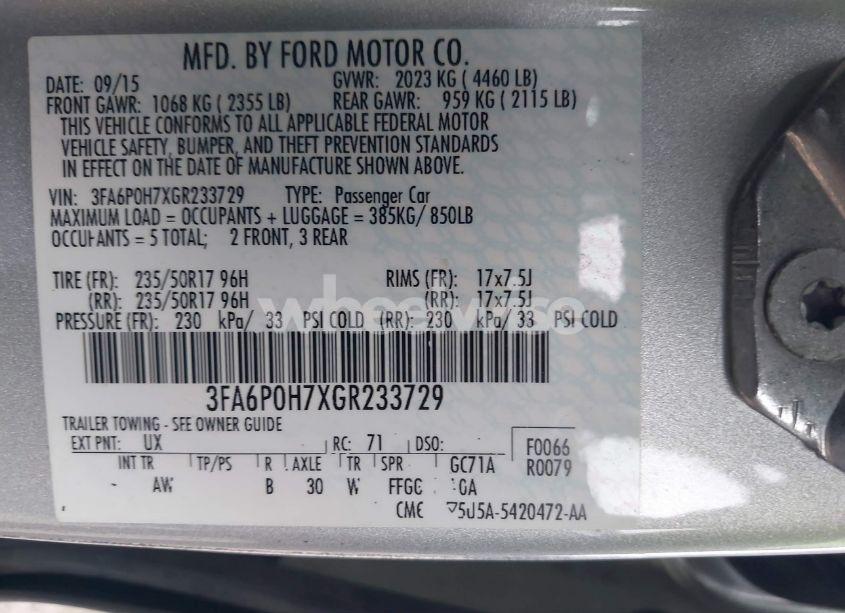 MFD. BY FORD MOTOR CO.
DATE: 09/15 GVWR: 2023 KG ( 4460 LB)
FRONT GAWR: 1068 KG ( 2355 LB) REAR GAWR: 959 KG ( 2115 LB)
THIS VEHICLE CONFORMS TO ALL APPLICABLE FEDERAL MOTOR
VEHICLE SAFETY, BUMPER, AND THEFT PREVENTION STANDARDS
IN EFFECT ON THE DATE OF MANUFACTURE SHOWN ABOVE.
VIN: 3FA6P0H7XGR233729 TYPE: Passenger Car
MAXIMUM LOAD = OCCUPANTS + LUGGAGE = 385KG/ 850LB
OCCUPANTS = 5 TOTAL; 2 FRONT, 3 REAR
TIRE (FR): 235/50R17 96H RIMS (FR): 17x7.5J
(RR): 235/50R17 96H (RR): 17x7.5J
PRESSURE (FR): 230 kPa/ 33 PSI COLD (RR): 230 kPa/ 33 PSI COLD
3FA6P0H7XGR233729
TRAILER TOWING - SEE OWNER GUIDE
EXT PNT: UX RC: 71 DSO: F0066
INT TR TP/PS R AXLE TR SPR GC71A R0079
AW B 30 W FFGC GA
5U5A-5420472-AA